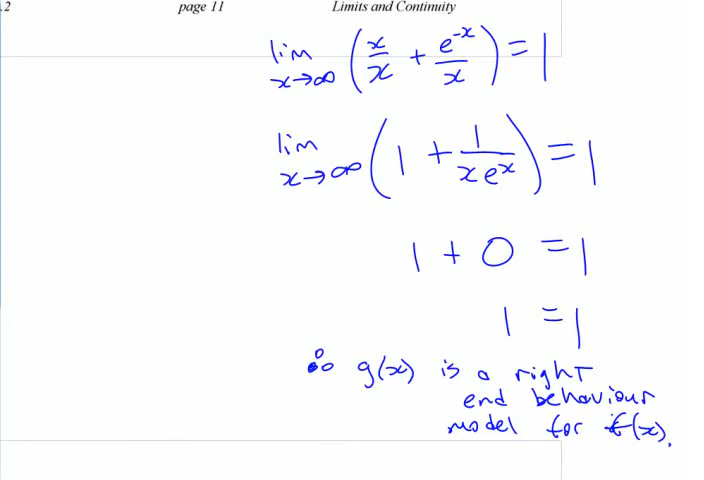 .2 page 11 Limits and Continuity
lim x→∞ (x/x + e^-x/x) = 1
lim x→∞ (1 + 1/xe^x) = 1
1 + 0 = 1
1 = 1
∴ g(x) is a right
end behaviour
model for f(x).